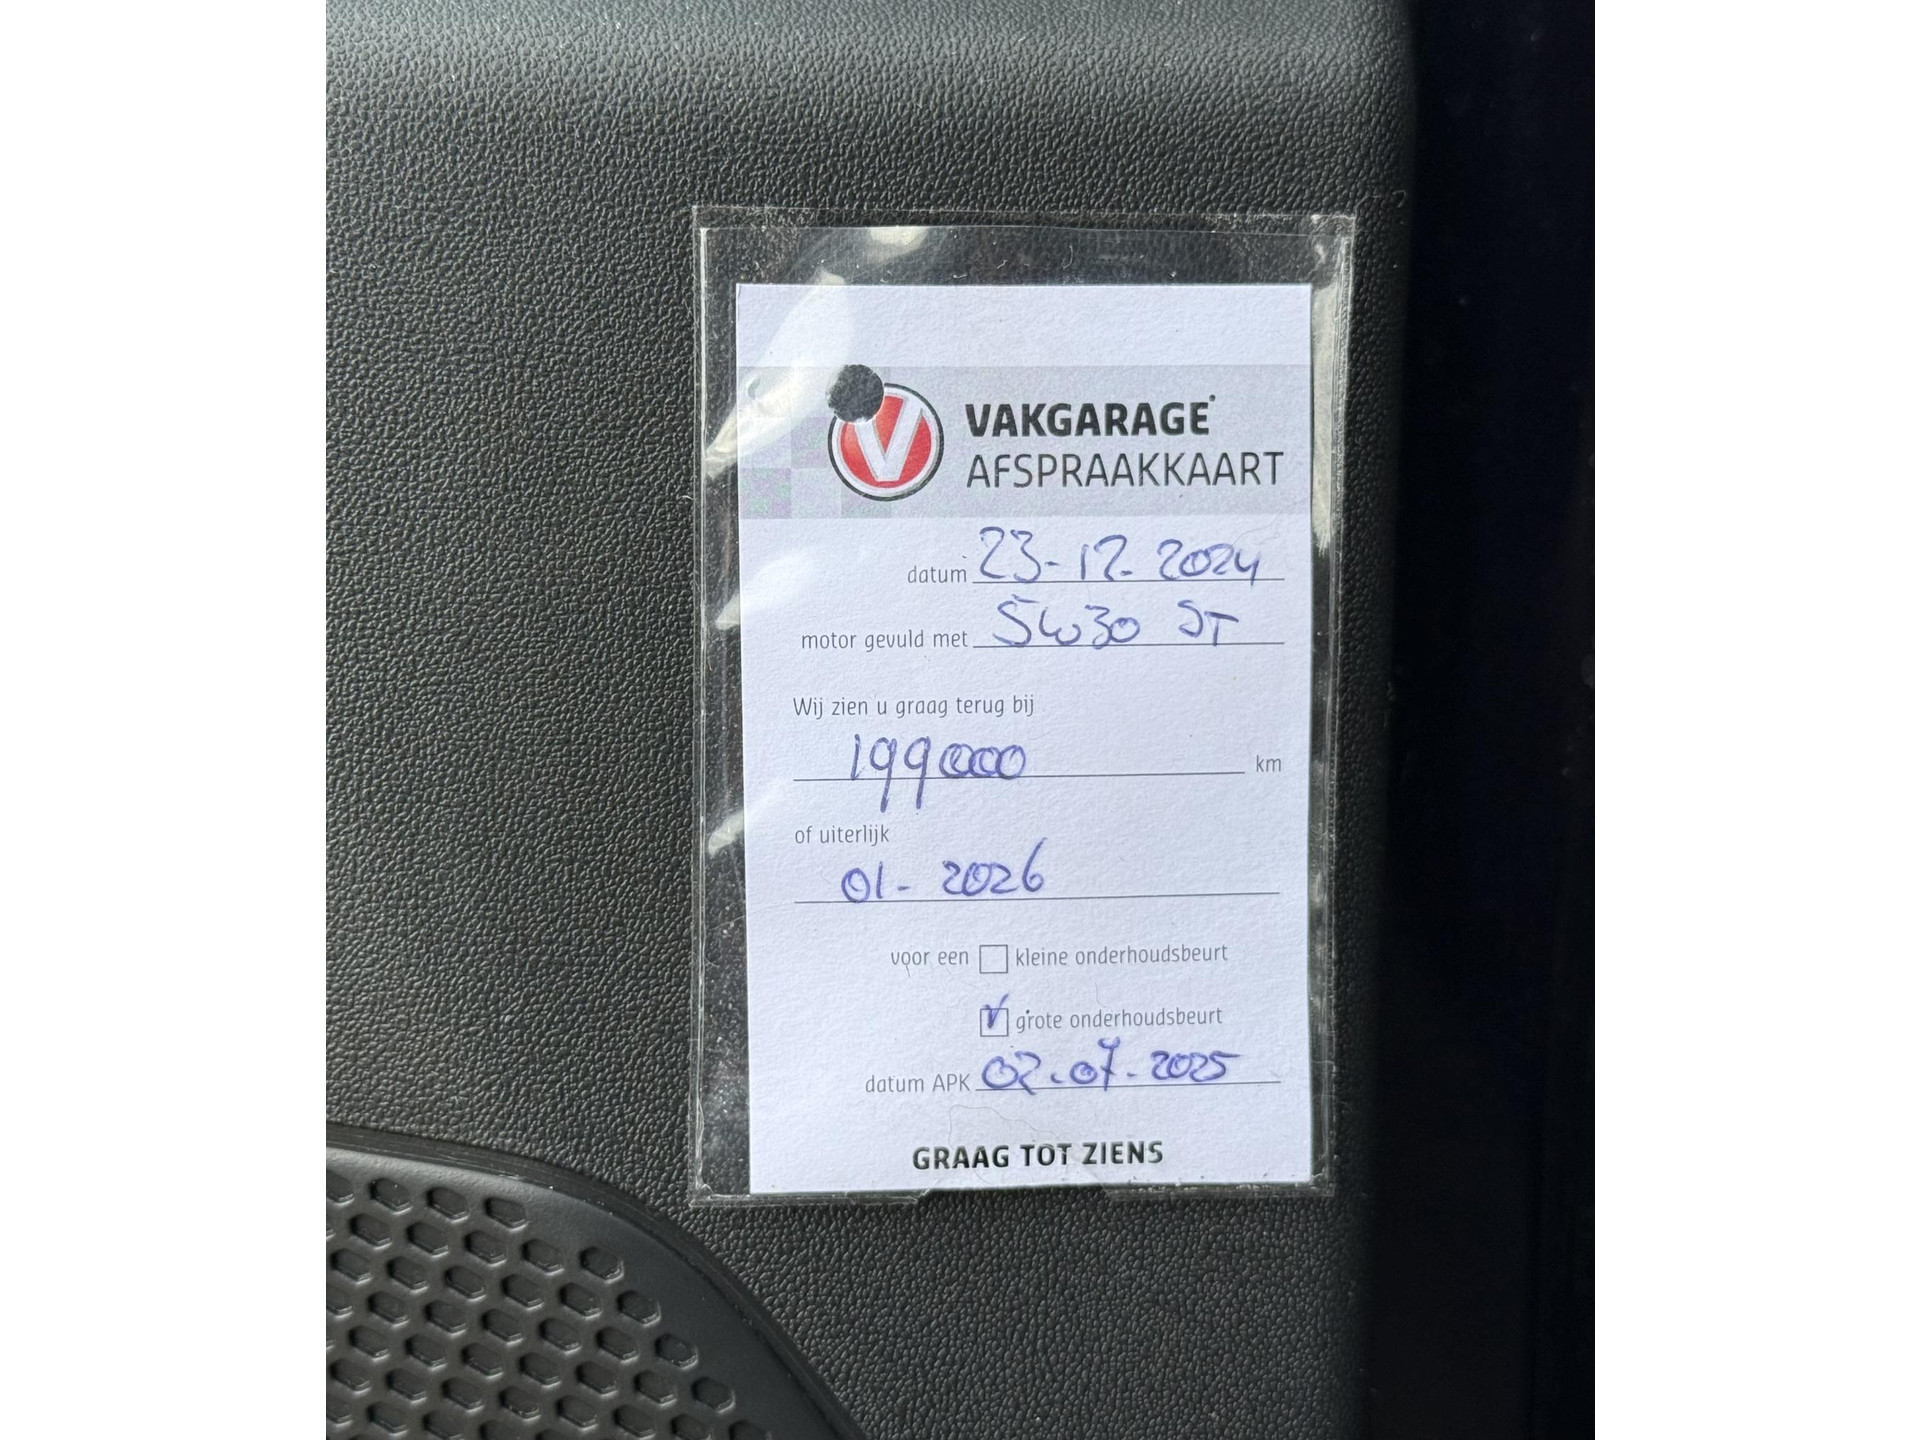 V
VAKGARAGE
AFSPRAAKKAART
datum 23-12-2024
motor gevuld met 5W30 ST
Wij zien u graag terug bij
199000 km
of uiterlijk
01-2026
voor een kleine onderhoudsbeurt
grote onderhoudsbeurt
datum APK 02.07.2025
GRAAG TOT ZIENS